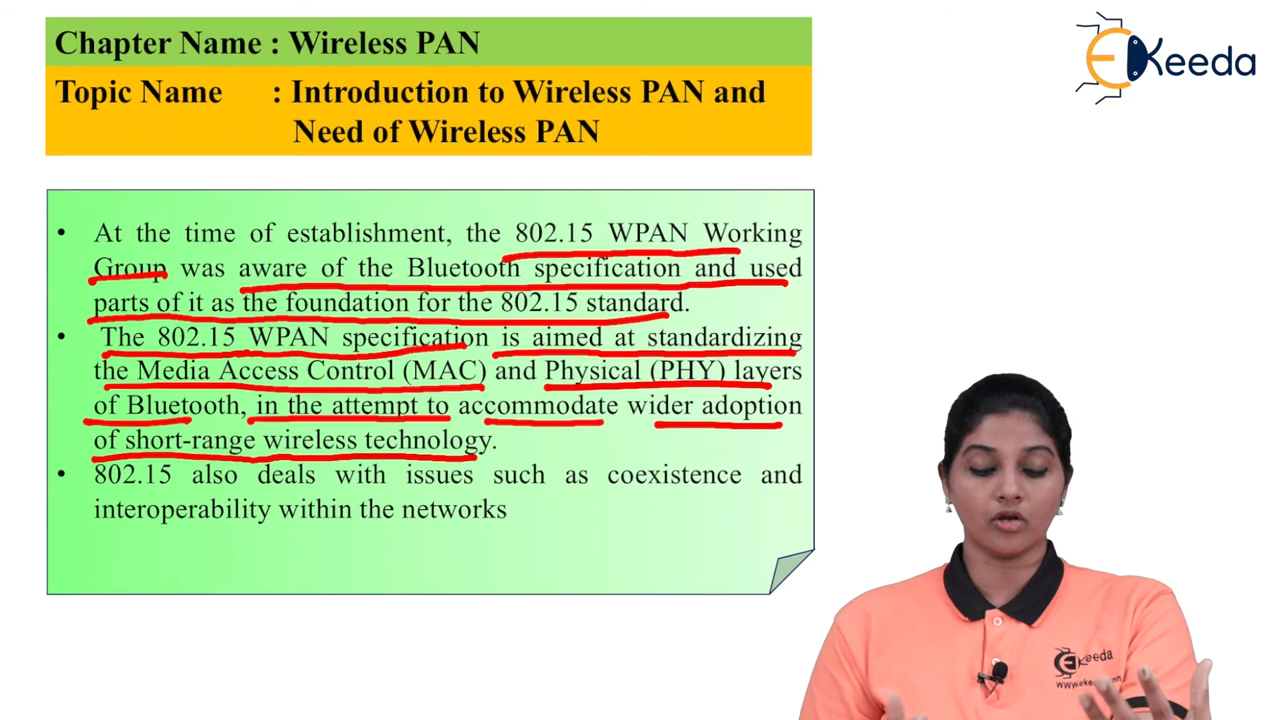 Chapter Name : Wireless PAN
Topic Name : Introduction to Wireless PAN and
Need of Wireless PAN
EKeeda
• At the time of establishment, the 802.15 WPAN Working
Group was aware of the Bluetooth specification and used
parts of it as the foundation for the 802.15 standard.
• The 802.15 WPAN specification is aimed at standardizing
the Media Access Control (MAC) and Physical (PHY) layers
of Bluetooth, in the attempt to accommodate wider adoption
of short-range wireless technology.
• 802.15 also deals with issues such as coexistence and
interoperability within the networks
EKeeda